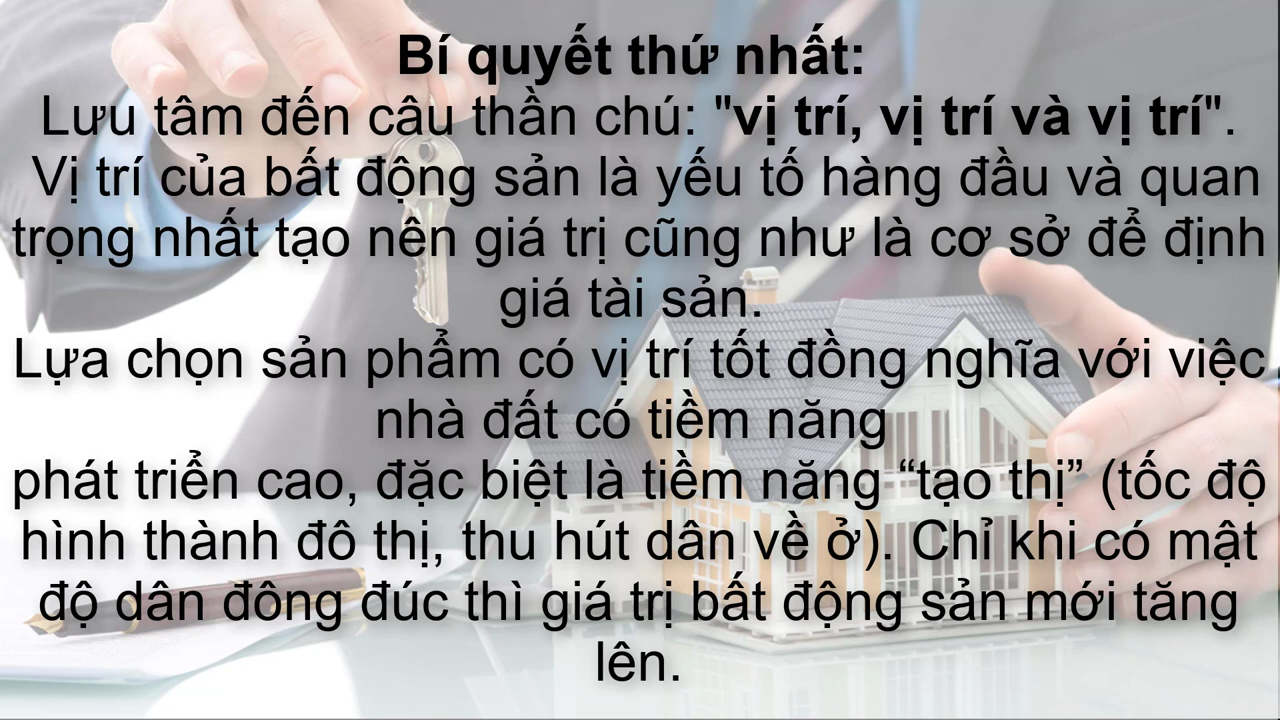 Bí quyết thứ nhất:
Lưu tâm đến câu thần chú: "vị trí, vị trí và vị trí".
Vị trí của bất động sản là yếu tố hàng đầu và quan
trọng nhất tạo nên giá trị cũng như là cơ sở để định
giá tài sản.
Lựa chọn sản phẩm có vị trí tốt đồng nghĩa với việc
nhà đất có tiềm năng
phát triển cao, đặc biệt là tiềm năng “tạo thị” (tốc độ
hình thành đô thị, thu hút dân về ở). Chỉ khi có mật
độ dân đông đúc thì giá trị bất động sản mới tăng
lên.